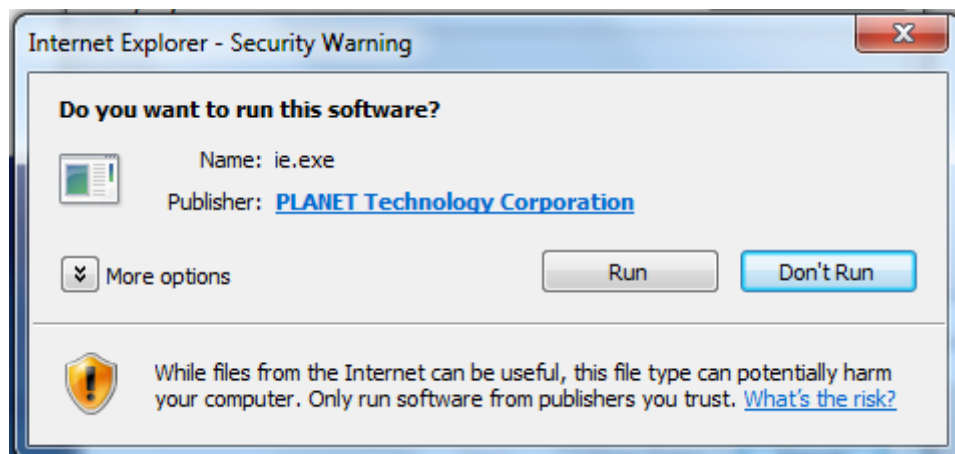 Internet Explorer - Security Warning
Do you want to run this software?
Name: ie.exe
Publisher: PLANET Technology Corporation
More options
Run
Don't Run
While files from the Internet can be useful, this file type can potentially harm
your computer. Only run software from publishers you trust. What's the risk?